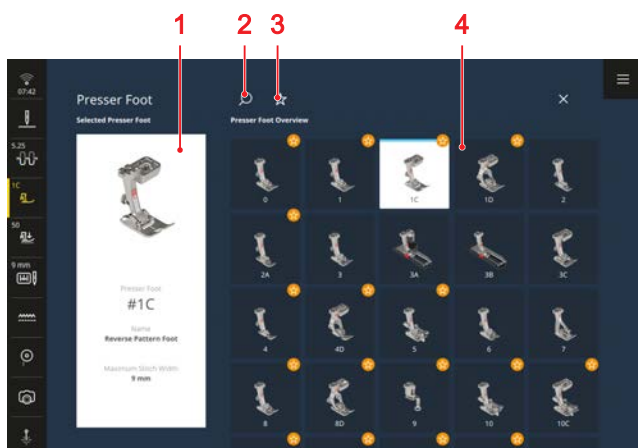 1 2 3 4
07:42
Presser Foot
Selected Presser Foot
Presser Foot Overview
5.25
1C
50
9 mm
0 1 1C 1D 2
2A 3 3A 3B 3C
Presser Foot
#1C
Name
Reverse Pattern Foot
Maximum Stitch Width
9 mm
4 4D 5 6 7
8 8D 9 10 10C